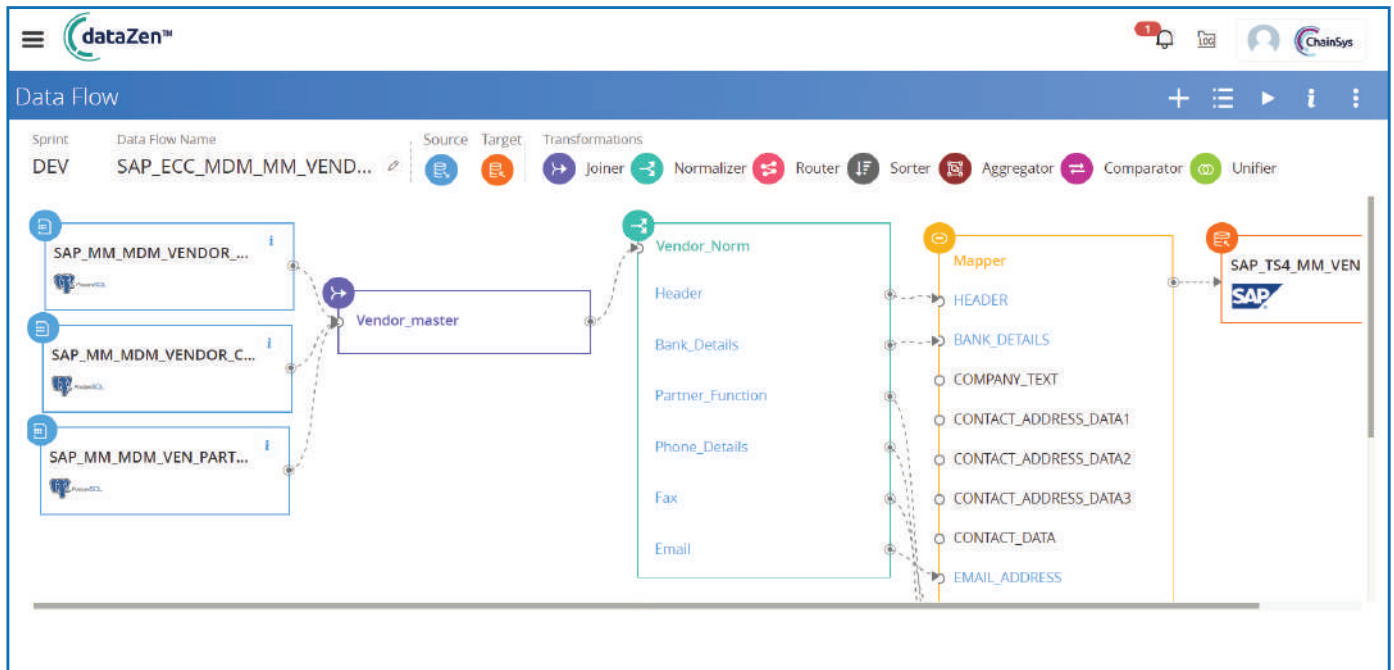 dataZen™
1
LOG
ChainSys
Data Flow
Sprint
Data Flow Name
Source
Target
Transformations
DEV
SAP_ECC_MDM_MM_VEND...
Joiner
Normalizer
Router
Sorter
Aggregator
Comparator
Unifier
SAP_MM_MDM_VENDOR_...
i
SAP_MM_MDM_VENDOR_C...
i
SAP_MM_MDM_VEN_PART...
i
Vendor_master
Vendor_Norm
Header
Bank_Details
Partner_Function
Phone_Details
Fax
Email
Mapper
HEADER
BANK_DETAILS
COMPANY_TEXT
CONTACT_ADDRESS_DATA1
CONTACT_ADDRESS_DATA2
CONTACT_ADDRESS_DATA3
CONTACT_DATA
EMAIL_ADDRESS
SAP_TS4_MM_VEN
SAP